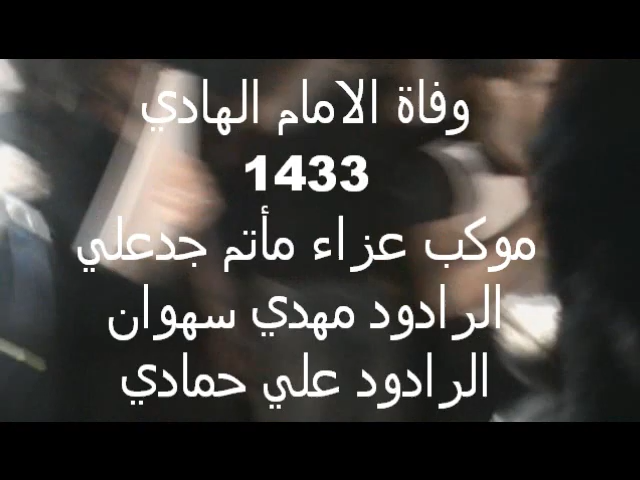 وفاة الامام الهادي
1433
موكب عزاء مأتم جدعلي
الرادود مهدي سهوان
الرادود علي حمادي